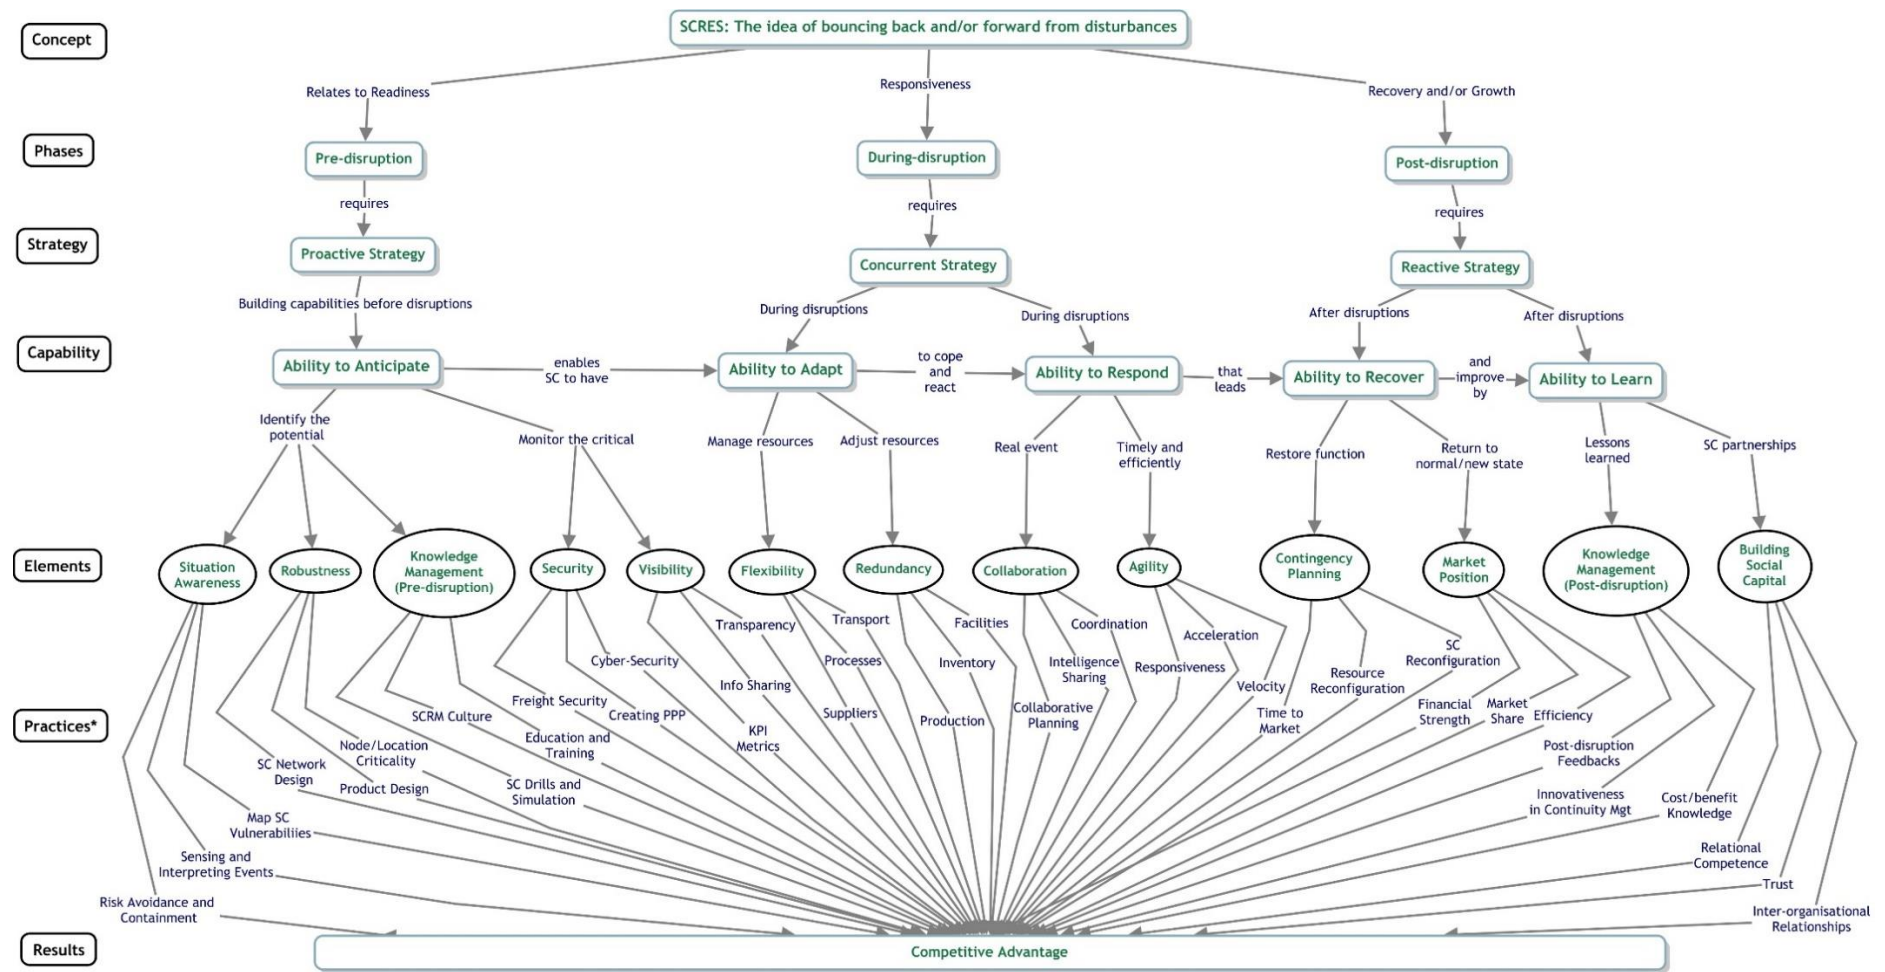 Concept
SCRES: The idea of bouncing back and/or forward from disturbances
Relates to Readiness
Responsiveness
Recovery and/or Growth
Phases
Pre-disruption
During-disruption
Post-disruption
requires
requires
requires
Strategy
Proactive Strategy
Concurrent Strategy
Reactive Strategy
Building capabilities before disruptions
During disruptions
During disruptions
After disruptions
After disruptions
Capability
Ability to Anticipate
enables
SC to have
Ability to Adapt
to cope
and
react
Ability to Respond
that
leads
Ability to Recover
and
improve
by
Ability to Learn
Identify the
potential
Monitor the critical
Manage resources
Adjust resources
Real event
Timely and
efficiently
Restore function
Return to
normal/new state
Lessons
learned
SC partnerships
Elements
Situation
Awareness
Robustness
Knowledge
Management
(Pre-disruption)
Security
Visibility
Flexibility
Redundancy
Collaboration
Agility
Contingency
Planning
Market
Position
Knowledge
Management
(Post-disruption)
Building
Social
Capital
Practices*
Risk Avoidance and
Containment
Sensing and
Interpreting Events
Map SC
Vulnerabiliies
SC Network
Design
Product Design
Node/Location
Criticality
SCRM Culture
SC Drills and
Simulation
Education and
Training
Freight Security
Creating PPP
Cyber-Security
KPI
Metrics
Info Sharing
Transparency
Suppliers
Processes
Transport
Production
Inventory
Facilities
Collaborative
Planning
Intelligence
Sharing
Coordination
Responsiveness
Acceleration
Velocity
Time to
Market
Resource
Reconfiguration
SC
Reconfiguration
Financial
Strength
Market
Share
Efficiency
Post-disruption
Feedbacks
Innovativeness
in Continuity Mgt
Cost/benefit
Knowledge
Relational
Competence
Trust
Inter-organisational
Relationships
Results
Competitive Advantage